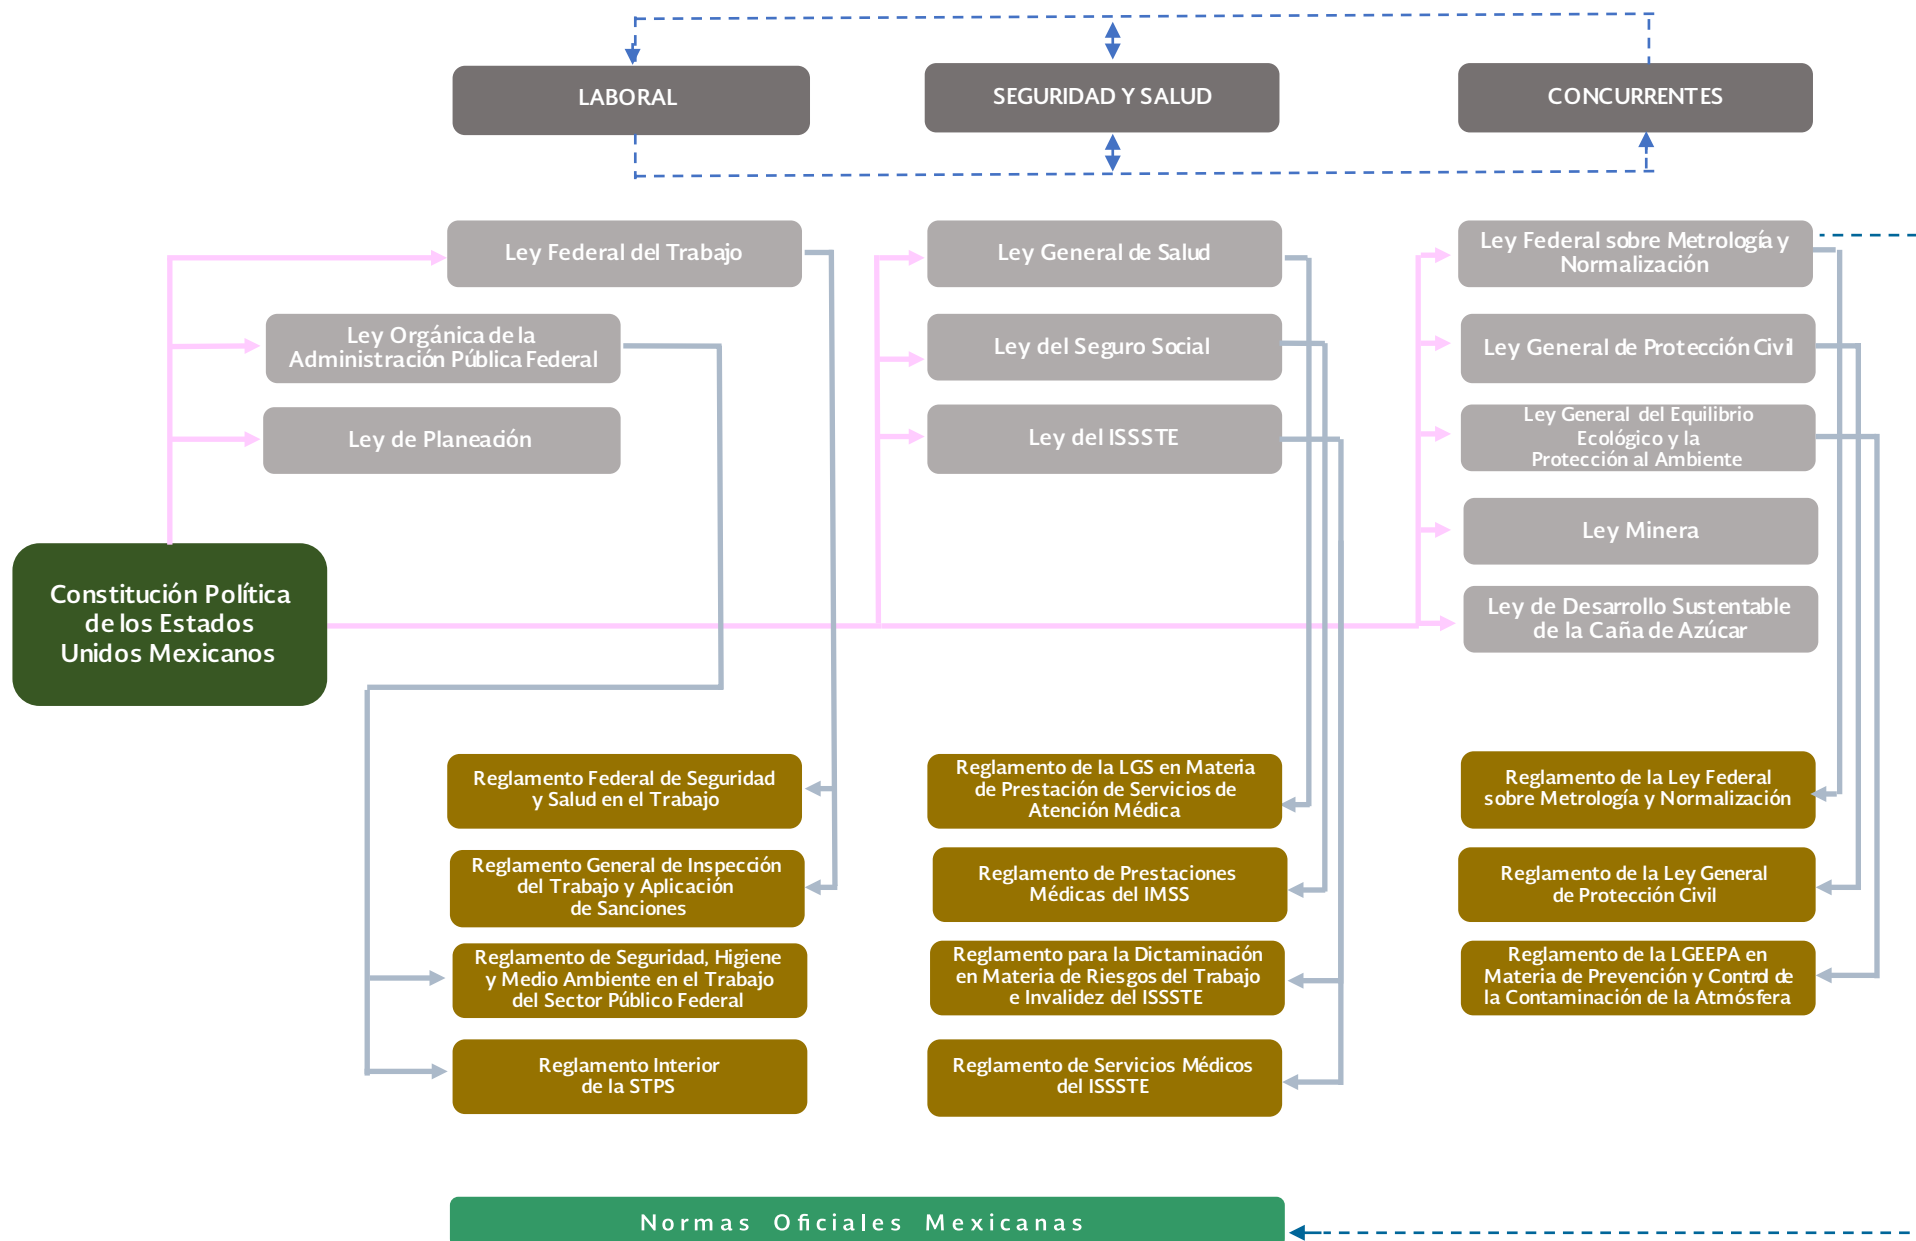 LABORAL
SEGURIDAD Y SALUD
CONCURRENTES
Ley Federal del Trabajo
Ley Orgánica de la
Administración Pública Federal
Ley de Planeación
Ley General de Salud
Ley del Seguro Social
Ley del ISSSTE
Ley Federal sobre Metrología y
Normalización
Ley General de Protección Civil
Ley General del Equilibrio
Ecológico y la
Protección al Ambiente
Ley Minera
Ley de Desarrollo Sustentable
de la Caña de Azúcar
Constitución Política
de los Estados
Unidos Mexicanos
Reglamento Federal de Seguridad
y Salud en el Trabajo
Reglamento General de Inspección
del Trabajo y Aplicación
de Sanciones
Reglamento de Seguridad, Higiene
y Medio Ambiente en el Trabajo
del Sector Público Federal
Reglamento Interior
de la STPS
Reglamento de la LGS en Materia
de Prestación de Servicios de
Atención Médica
Reglamento de Prestaciones
Médicas del IMSS
Reglamento para la Dictaminación
en Materia de Riesgos del Trabajo
e Invalidez del ISSSTE
Reglamento de Servicios Médicos
del ISSSTE
Reglamento de la Ley Federal
sobre Metrología y Normalización
Reglamento de la Ley General
de Protección Civil
Reglamento de la LGEEPA en
Materia de Prevención y Control de
la Contaminación de la Atmósfera
Normas Oficiales Mexicanas